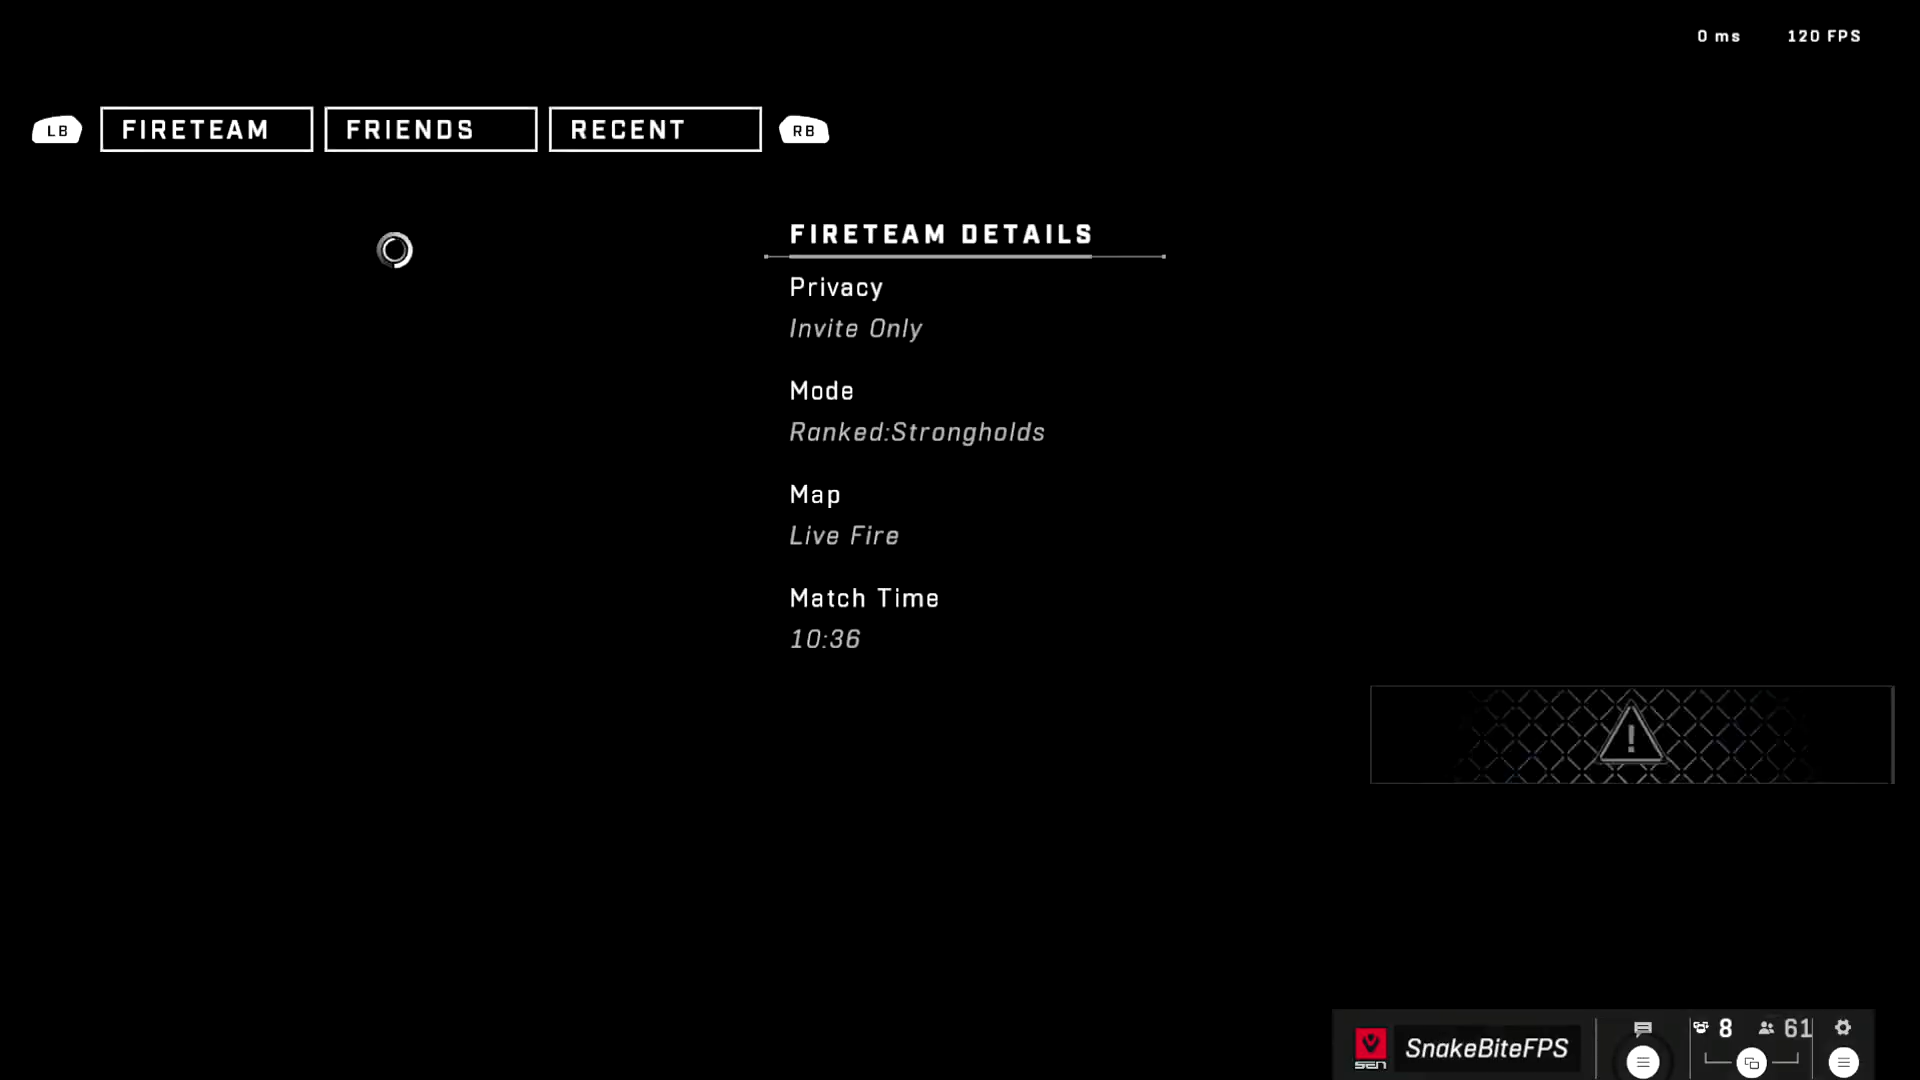 0 ms 120 FPS
LB FIRETEAM FRIENDS RECENT RB
FIRETEAM DETAILS
Privacy
Invite Only
Mode
Ranked:Strongholds
Map
Live Fire
Match Time
10:36
!
8 61
SEN SnakeBiteFPS